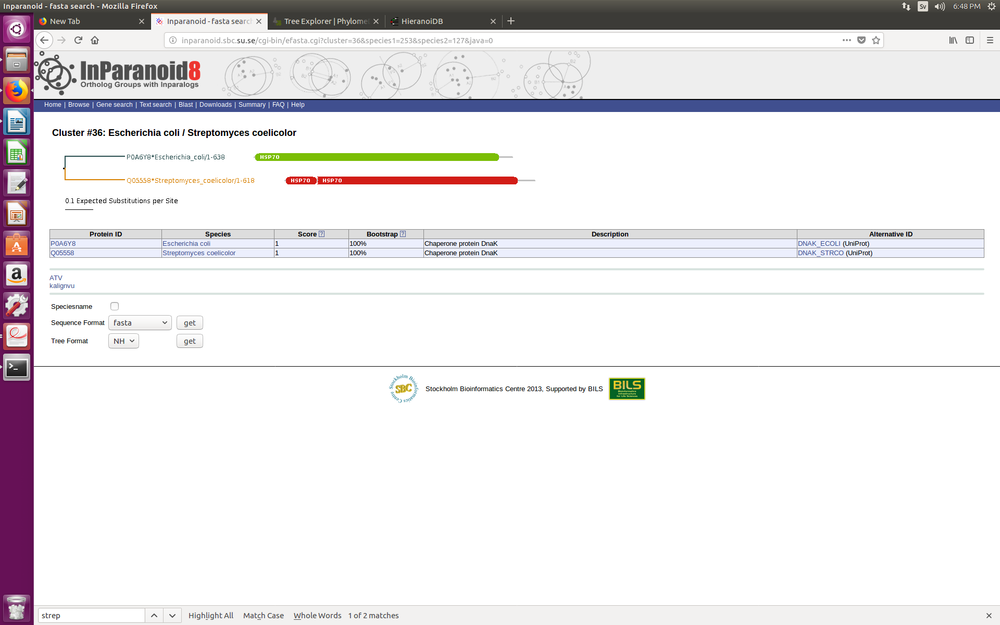 Inparanoid - fasta search - Mozilla Firefox
Sv
6:48 PM
New Tab
Inparanoid - fasta searc
Tree Explorer | Phylome
HieranoiDB
inparanoid.sbc.su.se/cgi-bin/efasta.cgi?cluster=36&species1=253&species2=127&java=0
InParanoid8
Ortholog Groups with Inparalogs
Home | Browse | Gene search | Text search | Blast | Downloads | Summary | FAQ | Help
Cluster #36: Escherichia coli / Streptomyces coelicolor
P0A6Y8*Escherichia_coli/1-638
HSP70
Q05558*Streptomyces_coelicolor/1-618
HSP70 HSP70
0.1 Expected Substitutions per Site
Protein ID Species Score ? Bootstrap ? Description Alternative ID
P0A6Y8 Escherichia coli 1 100% Chaperone protein DnaK DNAK_ECOLI (UniProt)
Q05558 Streptomyces coelicolor 1 100% Chaperone protein DnaK DNAK_STRCO (UniProt)
ATV
kalignvu
Speciesname
Sequence Format fasta get
Tree Format NH get
Stockholm Bioinformatics Centre
SBC
Stockholm Bioinformatics Centre 2013, Supported by BILS
BILS
Bioinformatics
Infrastructure
for Life Sciences
strep
Highlight All Match Case Whole Words 1 of 2 matches